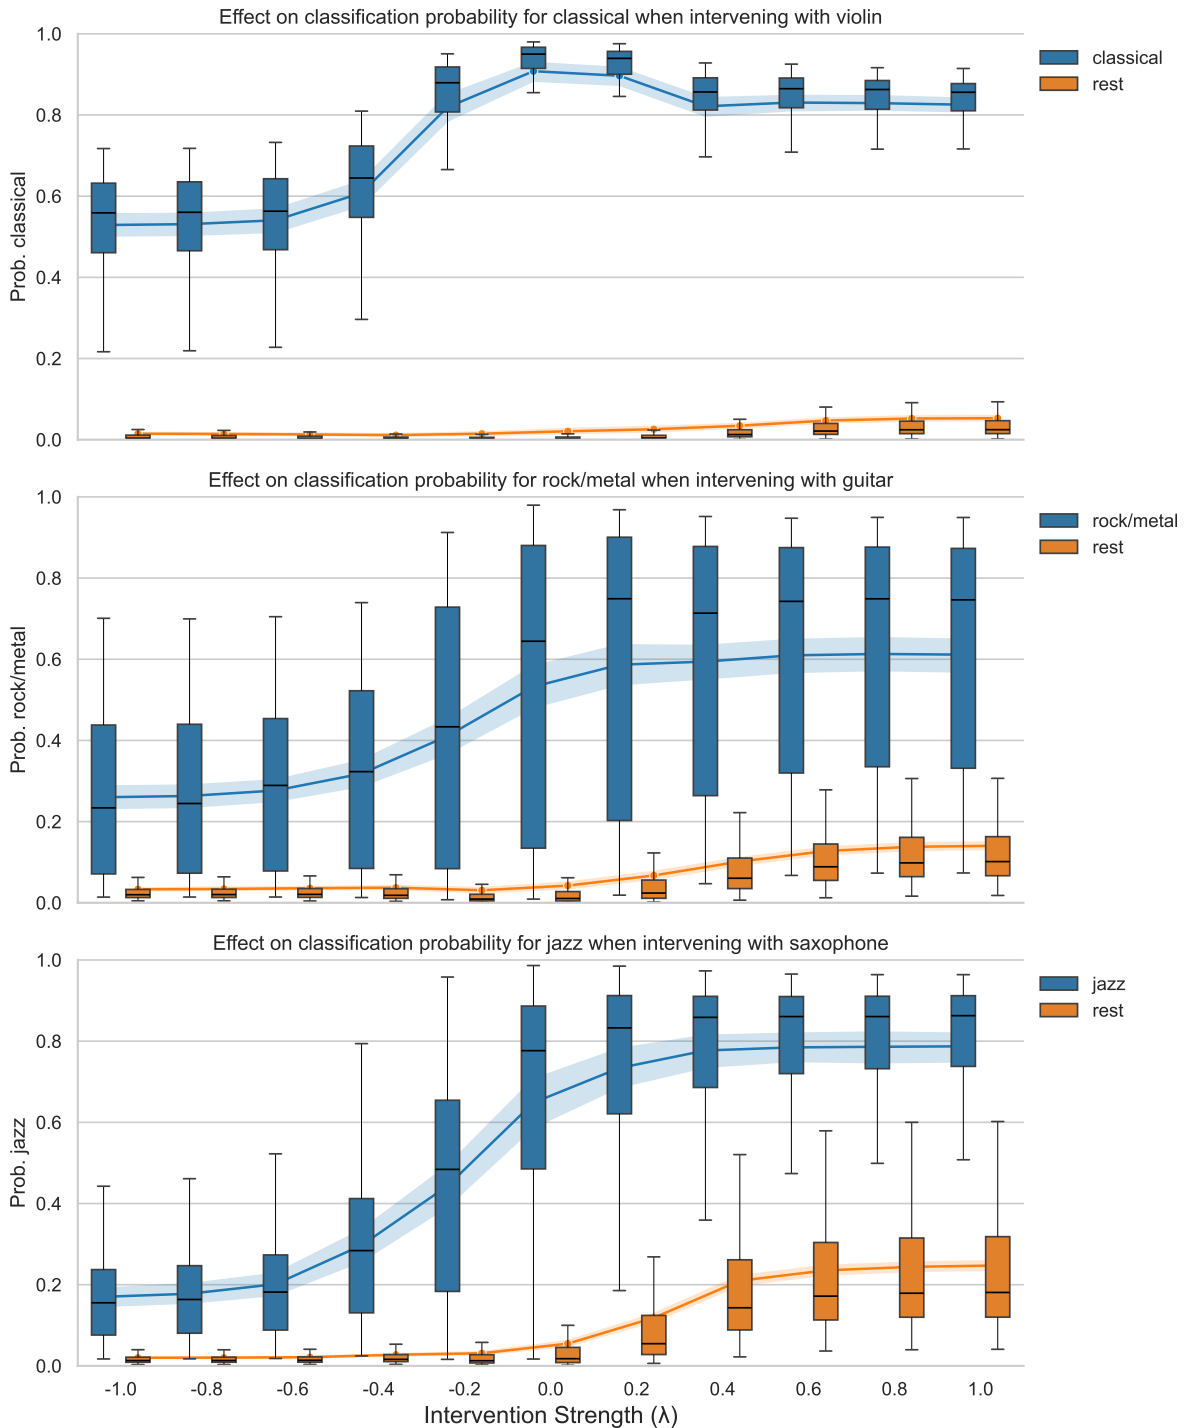 Effect on classification probability for classical when intervening with violin
1.0
0.8
0.6
0.4
0.2
0.0
Prob. classical
classical
rest
Effect on classification probability for rock/metal when intervening with guitar
1.0
0.8
0.6
0.4
0.2
0.0
Prob. rock/metal
rock/metal
rest
Effect on classification probability for jazz when intervening with saxophone
1.0
0.8
0.6
0.4
0.2
0.0
Prob. jazz
jazz
rest
-1.0 -0.8 -0.6 -0.4 -0.2 0.0 0.2 0.4 0.6 0.8 1.0
Intervention Strength (λ)